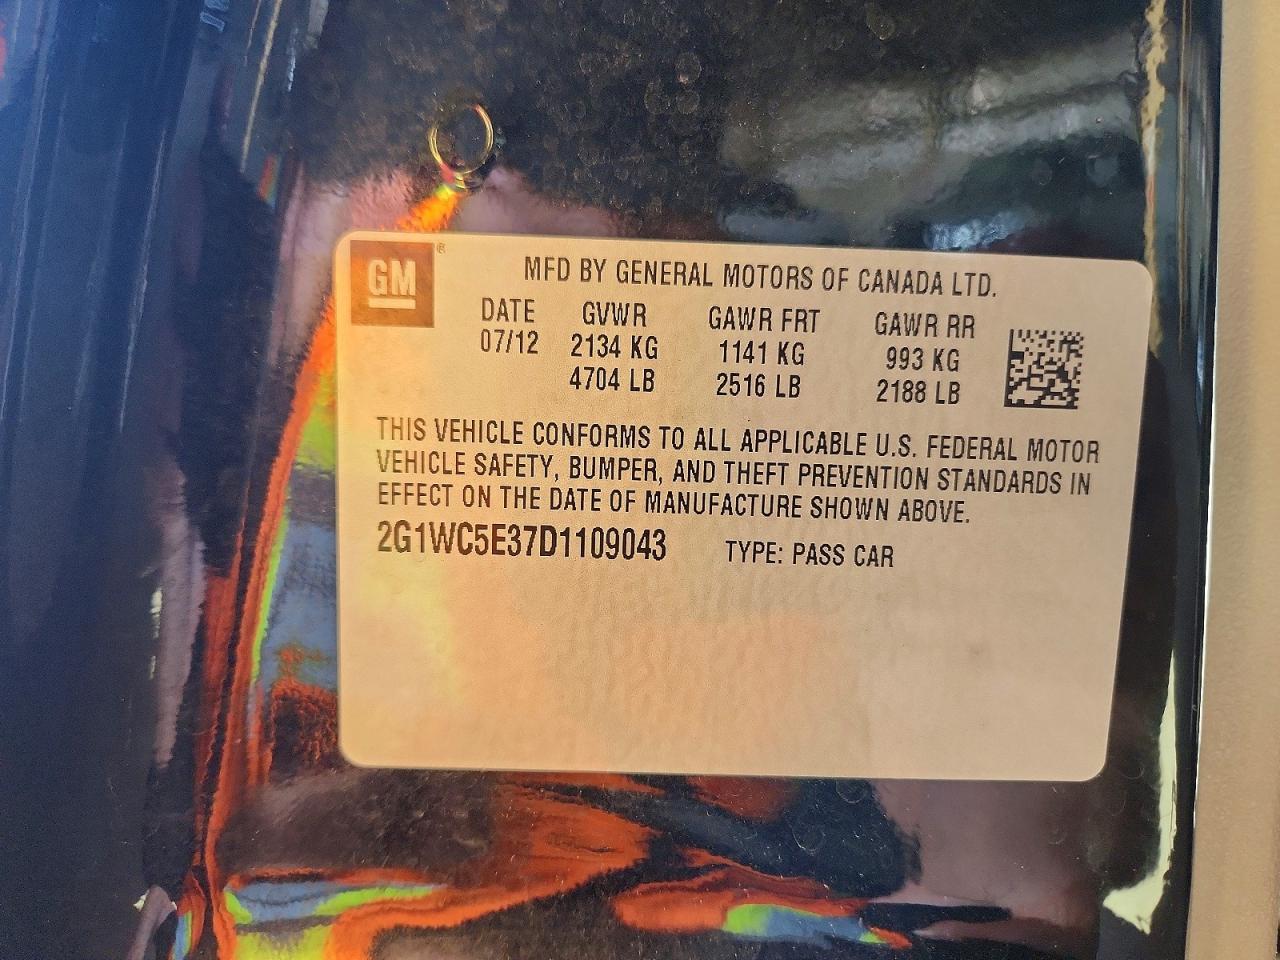 GM®
MFD BY GENERAL MOTORS OF CANADA LTD.
DATE GVWR GAWR FRT GAWR RR
07/12 2134 KG 1141 KG 993 KG
4704 LB 2516 LB 2188 LB
THIS VEHICLE CONFORMS TO ALL APPLICABLE U.S. FEDERAL MOTOR
VEHICLE SAFETY, BUMPER, AND THEFT PREVENTION STANDARDS IN
EFFECT ON THE DATE OF MANUFACTURE SHOWN ABOVE.
2G1WC5E37D1109043 TYPE: PASS CAR